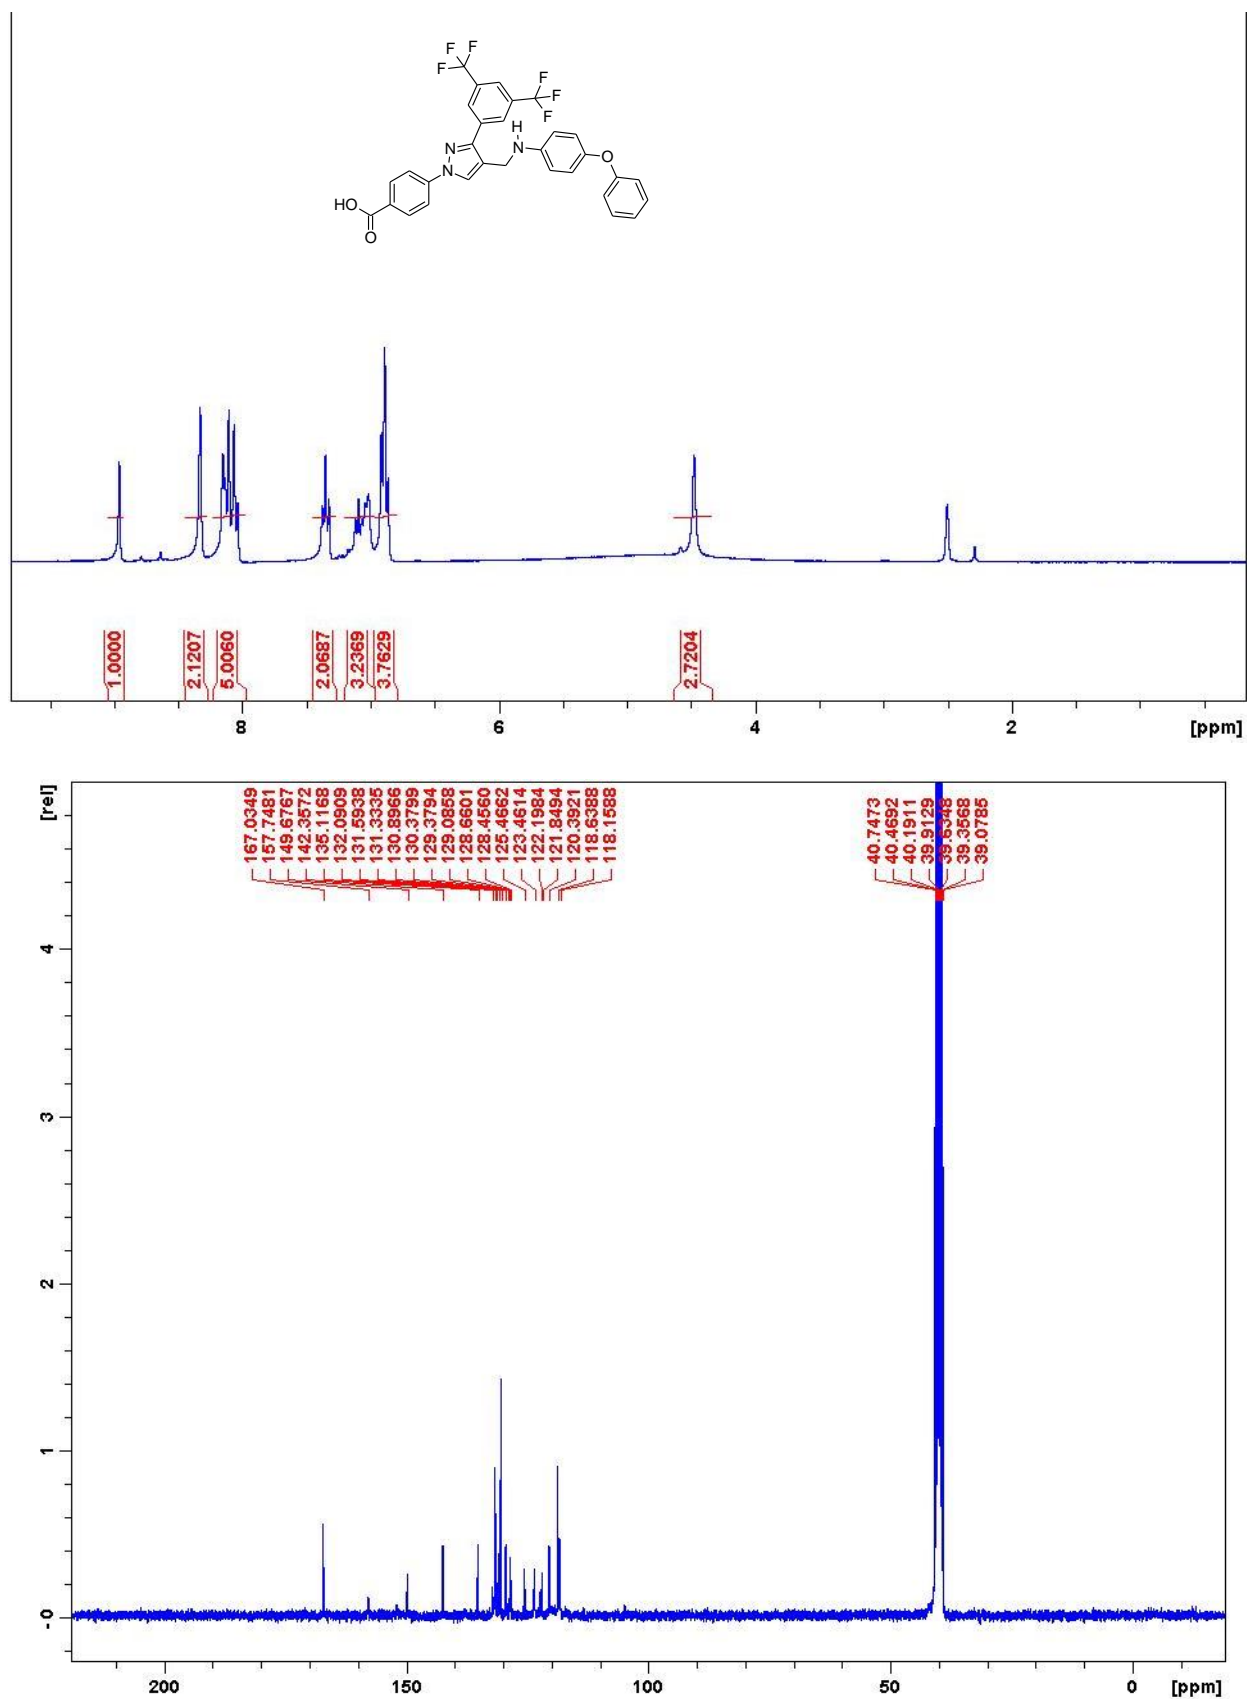 F F
F
F
F
F
H
N
N
N
O
HO
O
1.0000
2.1207
5.0060
2.0687
3.2369
3.7629
2.7204
8 6 4 2 [ppm]
[rel]
167.0349
157.7481
149.6767
142.3572
135.1168
132.0909
131.5938
131.3335
130.8966
130.3799
129.3794
129.0858
128.6601
128.4560
125.4662
123.4614
122.1984
121.8494
120.3921
118.6388
118.1588
40.7473
40.4692
40.1911
39.9129
39.6348
39.3568
39.0785
4
3
2
1
-0
200 150 100 50 0 [ppm]